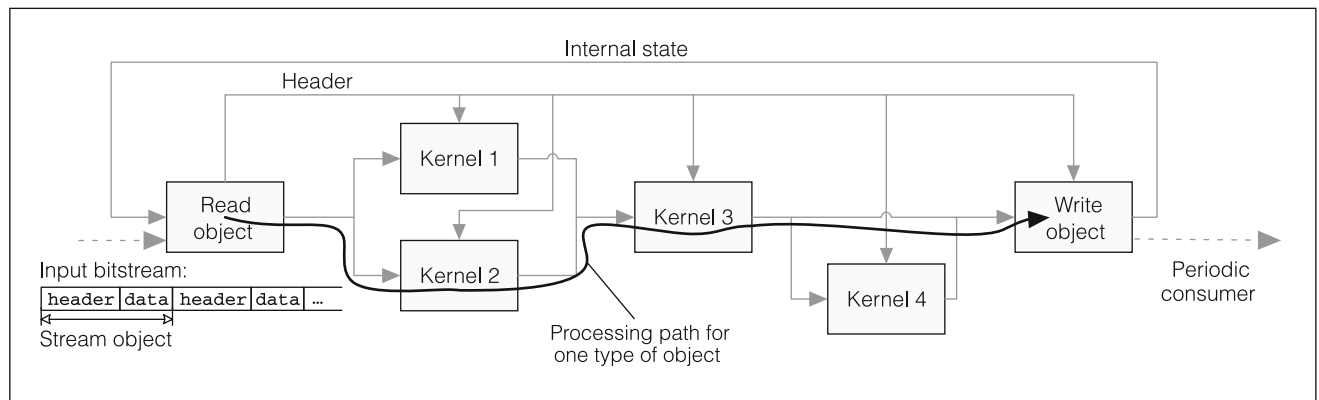 Internal state
Header
Kernel 1
Read
object
Kernel 3
Write
object
Kernel 2
Input bitstream:
header data header data ...
Stream object
Kernel 4
Periodic
consumer
Processing path for
one type of object